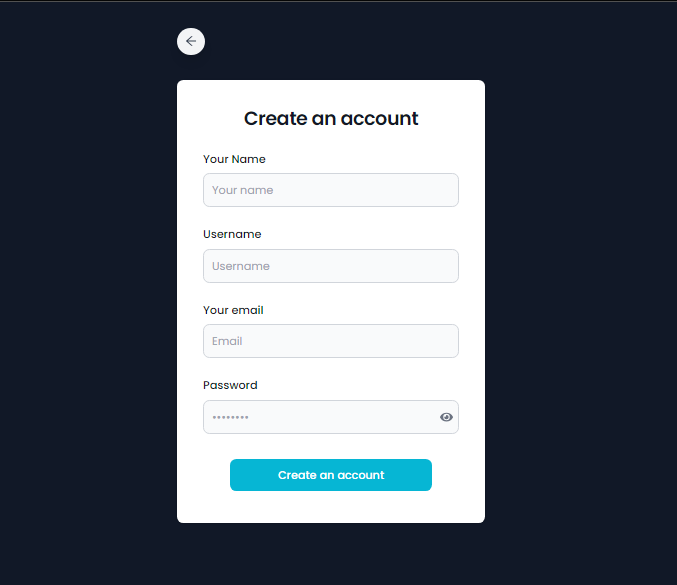 Create an account
Your Name
Your name
Username
Username
Your email
Email
Password
••••••••
Create an account